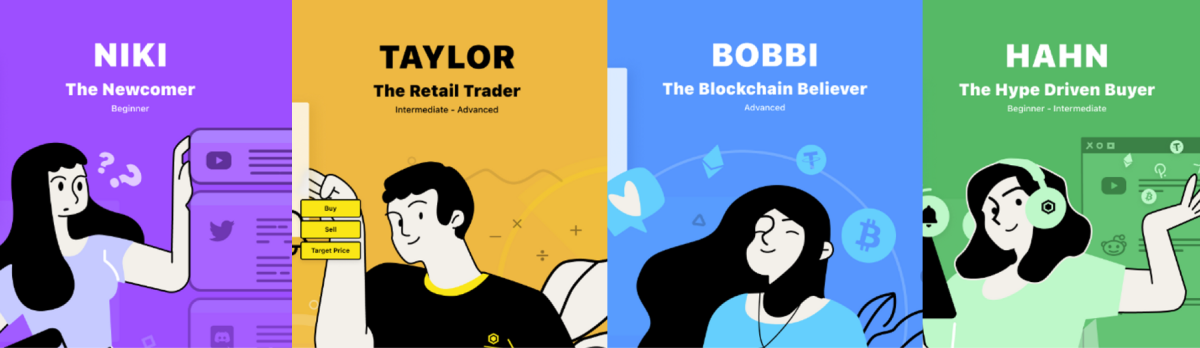 NIKI
The Newcomer
Beginner
TAYLOR
The Retail Trader
Intermediate - Advanced
Buy
Sell
Target Price
BOBBI
The Blockchain Believer
Advanced
HAHN
The Hype Driven Buyer
Beginner - Intermediate